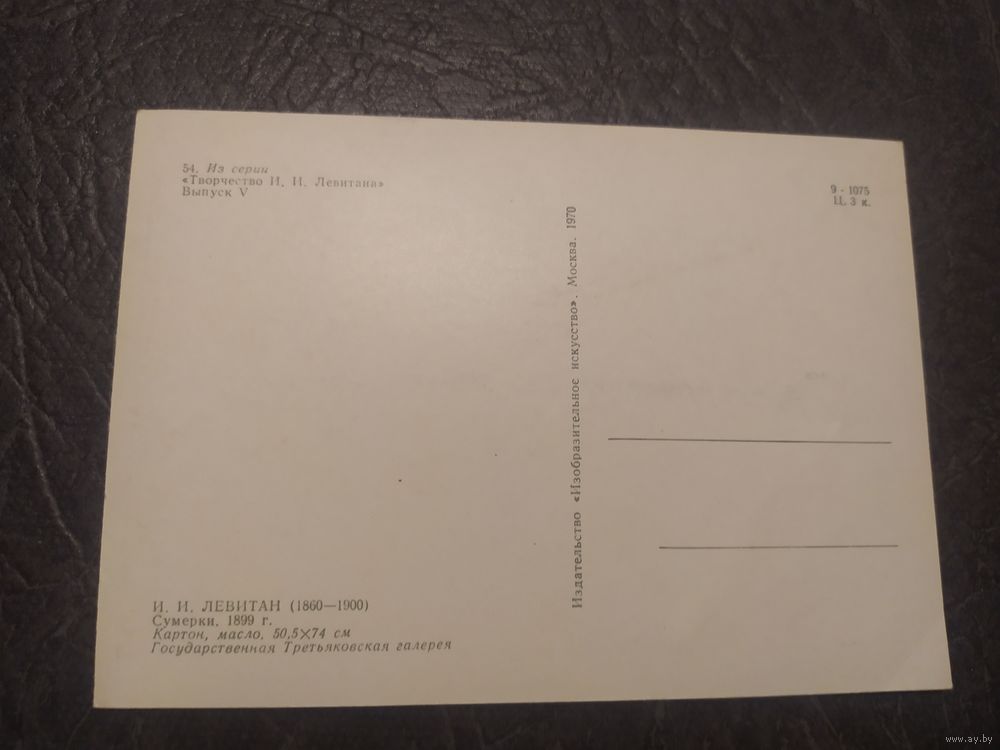 54. Из серии
«Творчество И. И. Левитана»
Выпуск V
9 - 1075
Ц. 3 к.
Издательство «Изобразительное искусство». Москва. 1970
И. И. ЛЕВИТАН (1860—1900)
Сумерки. 1899 г.
Картон, масло. 50,5×74 см
Государственная Третьяковская галерея
www.ay.by